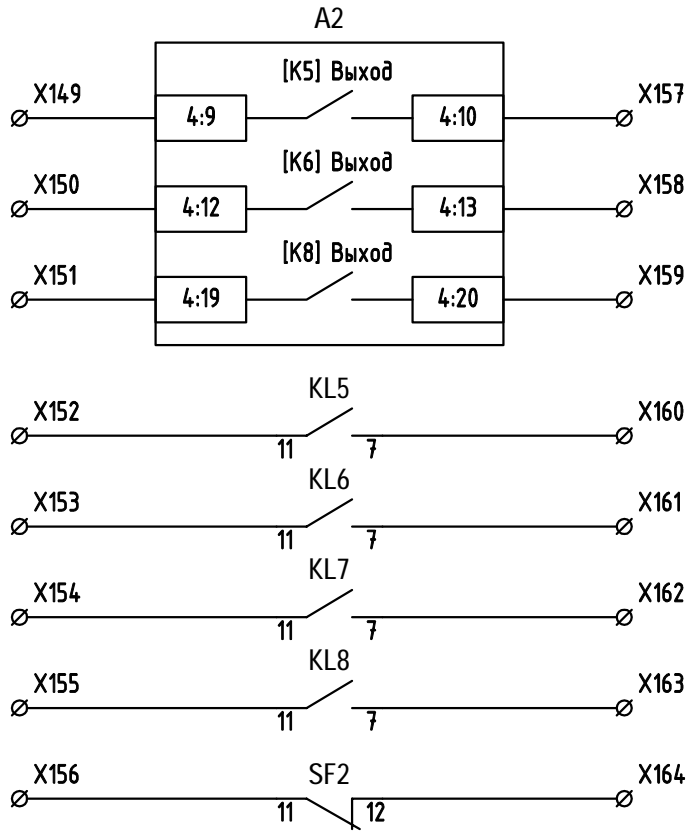 A2
[K5] Выход
X149 4:9 4:10 X157
[K6] Выход
X150 4:12 4:13 X158
[K8] Выход
X151 4:19 4:20 X159
KL5
X152 11 7 X160
KL6
X153 11 7 X161
KL7
X154 11 7 X162
KL8
X155 11 7 X163
SF2
X156 11 12 X164